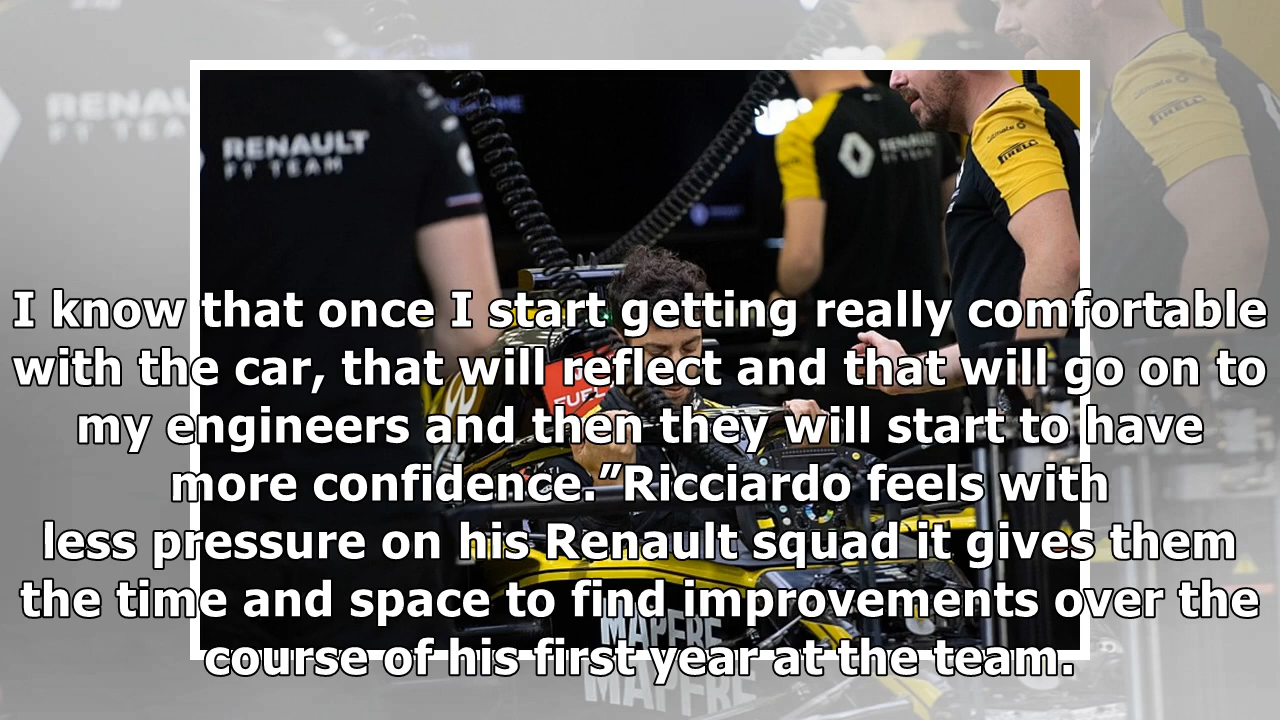 RENAULT
F1 TEAM
RENAULT
F1 TEAM
PIRELLI
FUEL
I know that once I start getting really comfortable
with the car, that will reflect and that will go on to
my engineers and then they will start to have
more confidence.”Ricciardo feels with
less pressure on his Renault squad it gives them
the time and space to find improvements over the
course of his first year at the team.
MAPFRE
MAPFRE